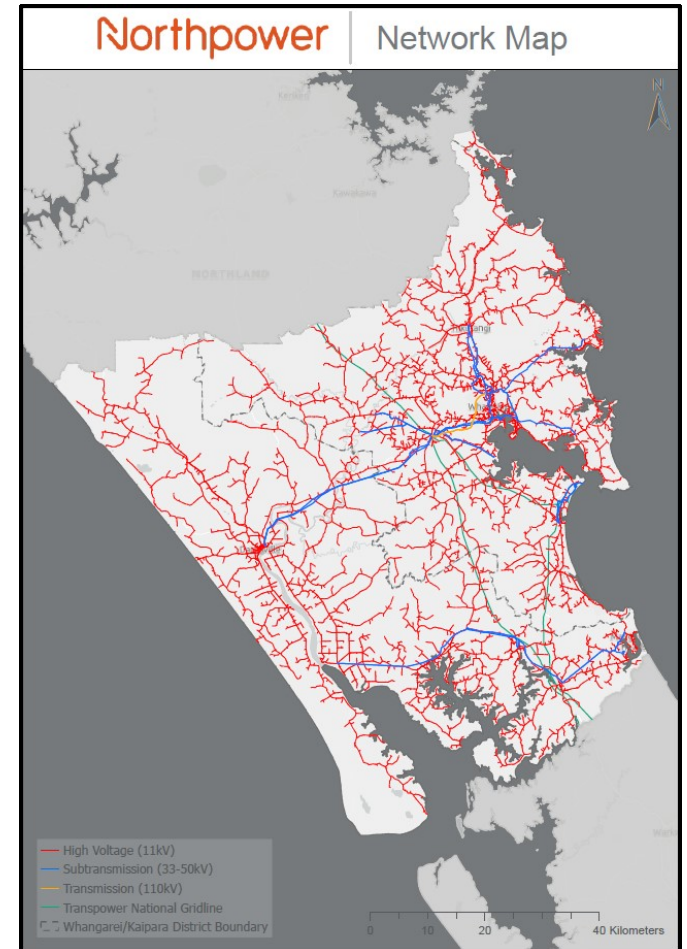 Northpower
Network Map
N
NORTHLAND
High Voltage (11kV)
Subtransmission (33-50kV)
Transmission (110kV)
Transpower National Gridline
Whangarei/Kaipara District Boundary
0 10 20 40 Kilometers